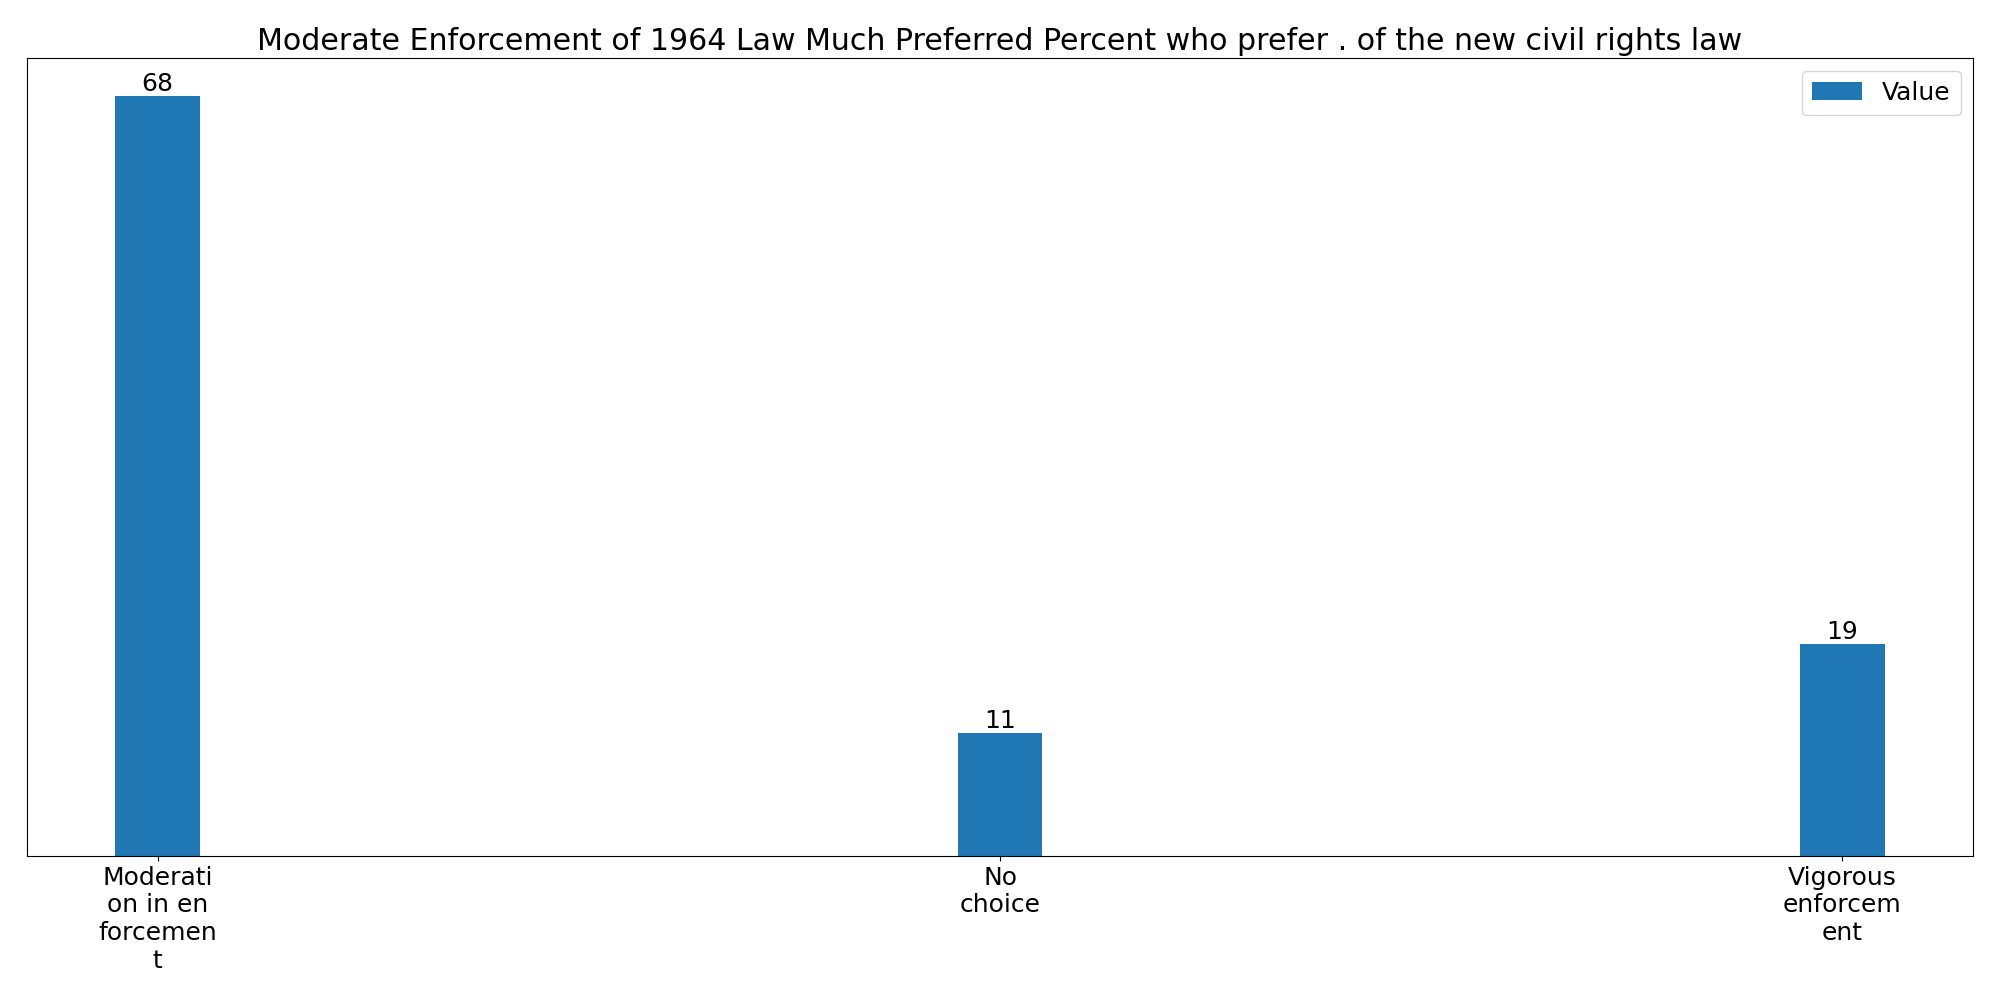 Moderate Enforcement of 1964 Law Much Preferred Percent who prefer . of the new civil rights law
Value
68
11
19
Moderati
on in en
forcemen
t
No
choice
Vigorous
enforcem
ent